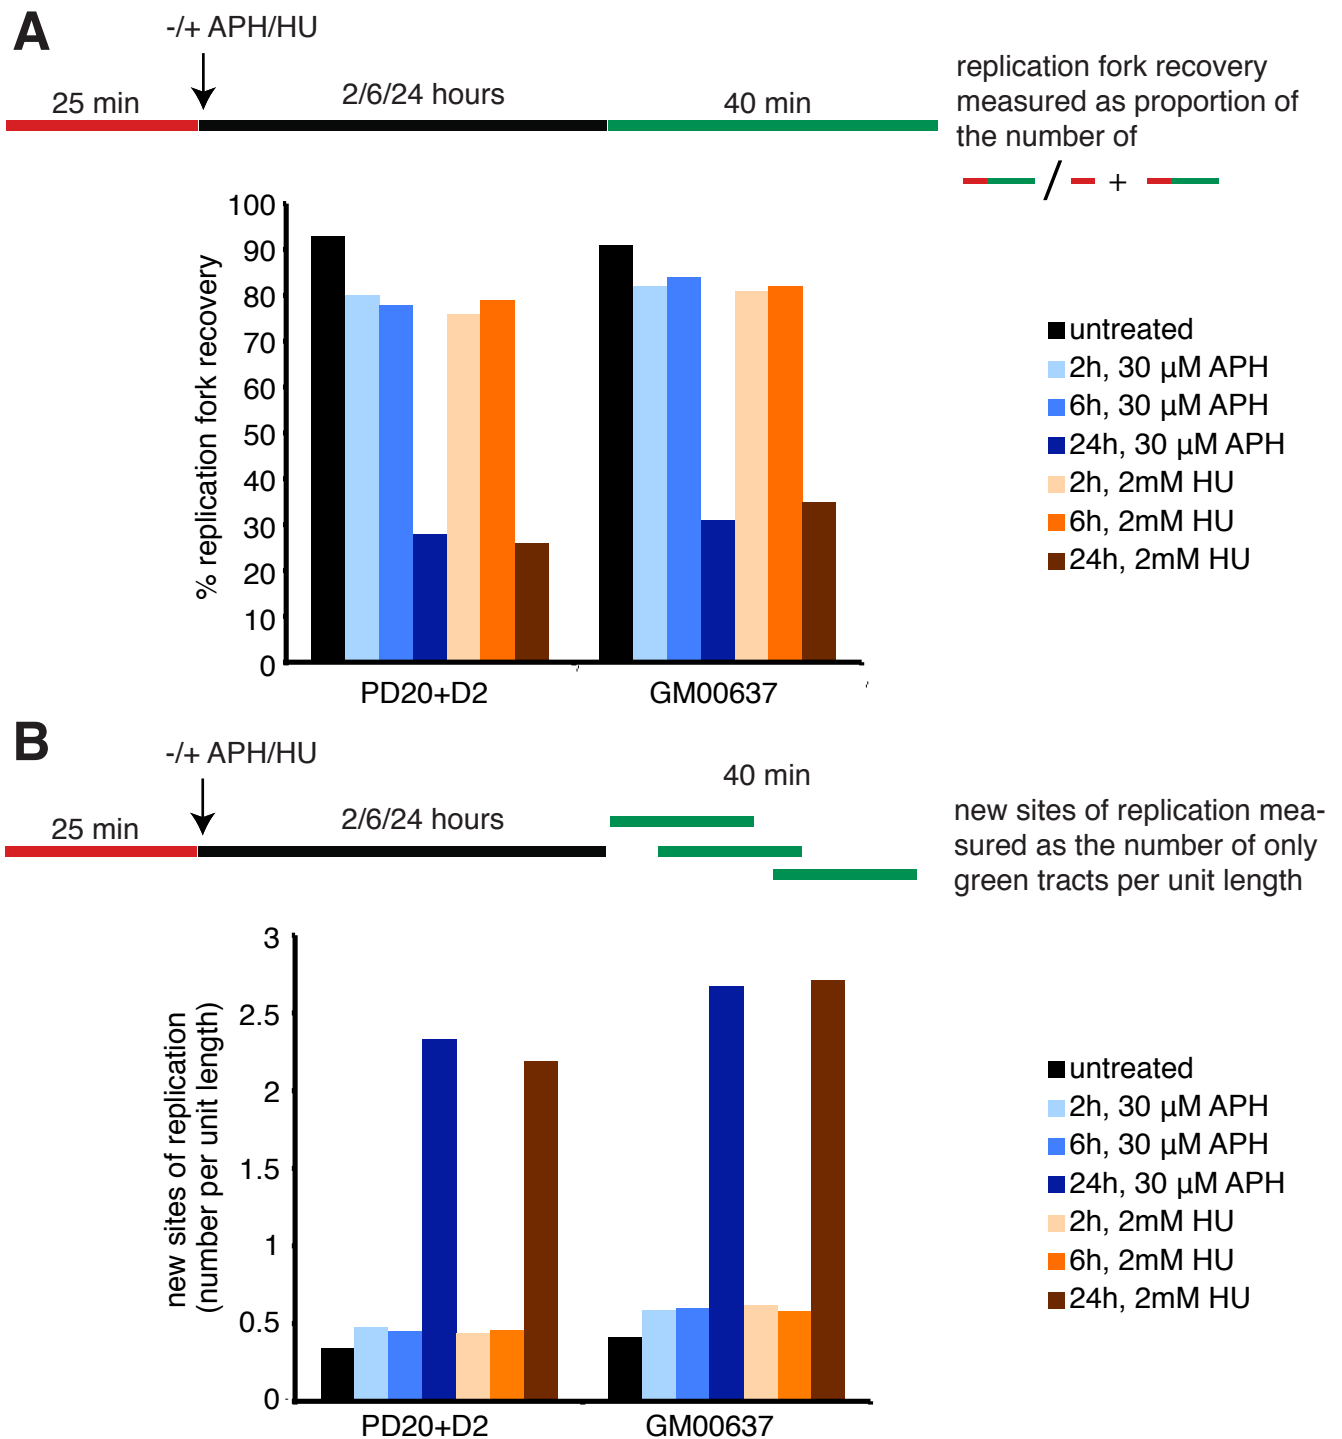 A
-/+ APH/HU
25 min
2/6/24 hours
40 min
replication fork recovery
measured as proportion of
the number of
/ +
% replication fork recovery
100
90
80
70
60
50
40
30
20
10
0
PD20+D2
GM00637
untreated
2h, 30 µM APH
6h, 30 µM APH
24h, 30 µM APH
2h, 2mM HU
6h, 2mM HU
24h, 2mM HU
B
-/+ APH/HU
25 min
2/6/24 hours
40 min
new sites of replication mea-
sured as the number of only
green tracts per unit length
new sites of replication
(number per unit length)
3
2.5
2
1.5
1
0.5
0
PD20+D2
GM00637
untreated
2h, 30 µM APH
6h, 30 µM APH
24h, 30 µM APH
2h, 2mM HU
6h, 2mM HU
24h, 2mM HU